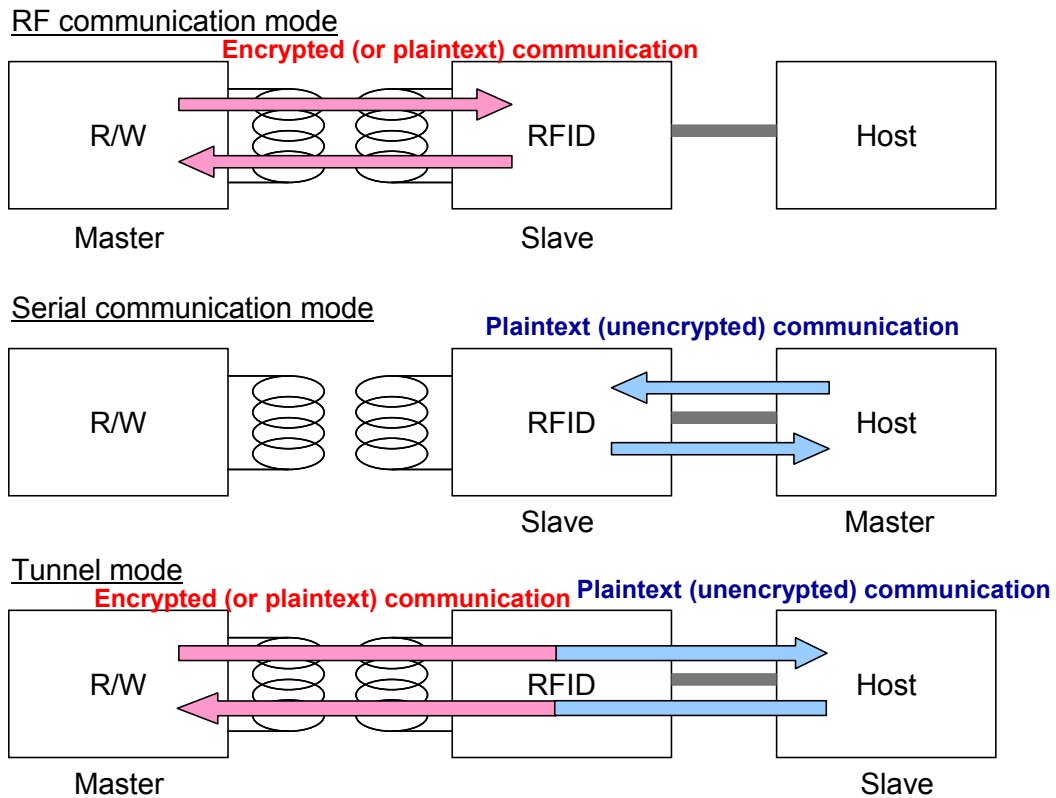 RF communication mode
Encrypted (or plaintext) communication
R/W
RFID
Host
Master
Slave
Serial communication mode
Plaintext (unencrypted) communication
R/W
RFID
Host
Slave
Master
Tunnel mode
Encrypted (or plaintext) communication
Plaintext (unencrypted) communication
R/W
RFID
Host
Master
Slave